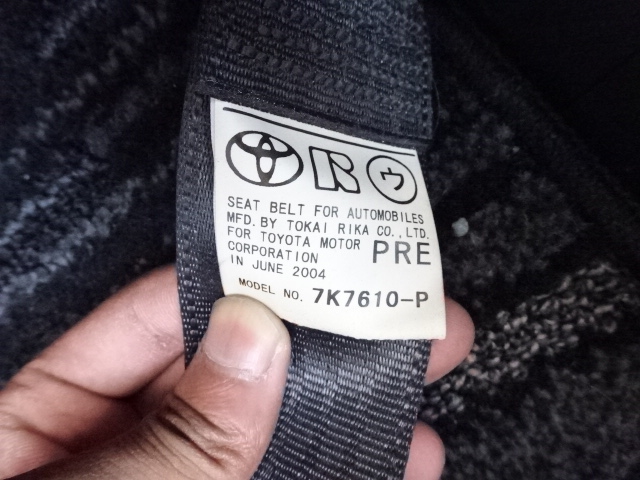 ウ
SEAT BELT FOR AUTOMOBILES
MFD. BY TOKAI RIKA CO., LTD.
FOR TOYOTA MOTOR
CORPORATION
PRE
IN JUNE 2004
MODEL NO. 7K7610-P